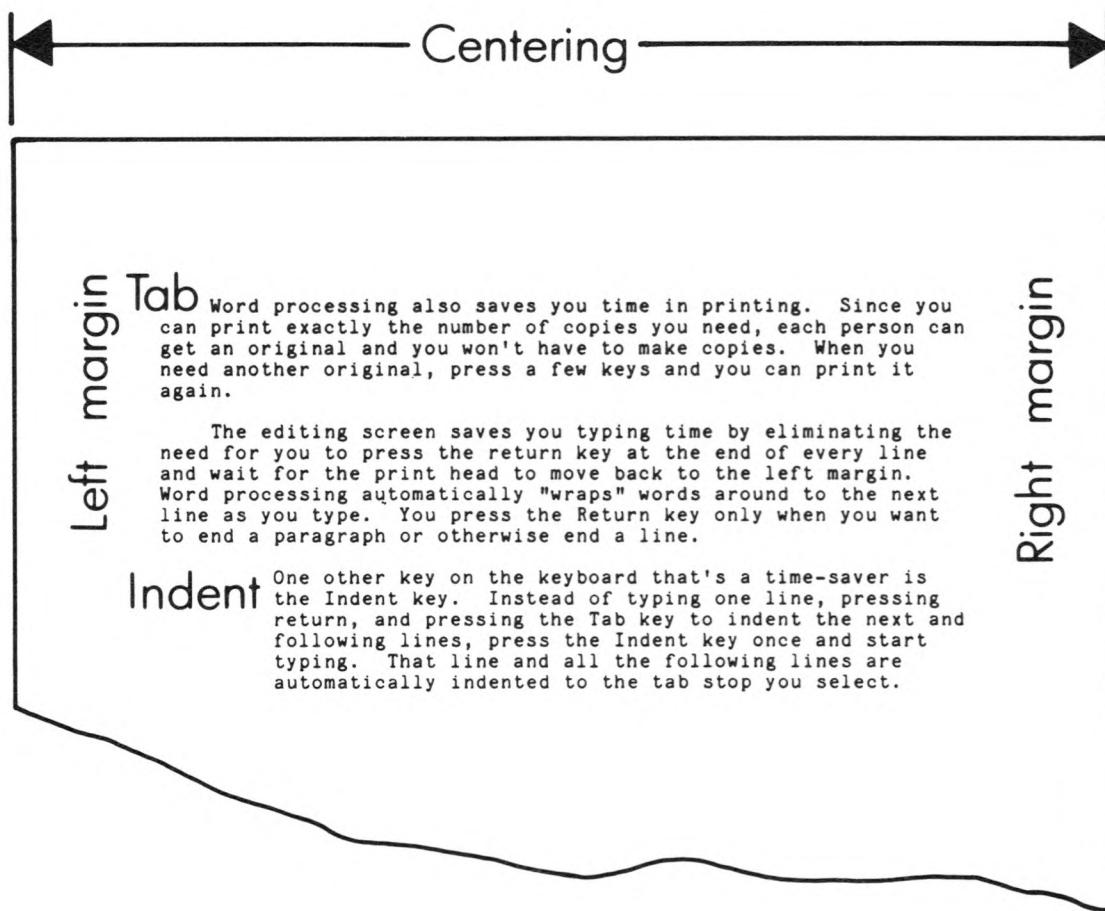 Centering
Left margin
Tab
Word processing also saves you time in printing.  Since you
can print exactly the number of copies you need, each person can
get an original and you won't have to make copies.  When you
need another original, press a few keys and you can print it
again.
The editing screen saves you typing time by eliminating the
need for you to press the return key at the end of every line
and wait for the print head to move back to the left margin.
Word processing automatically "wraps" words around to the next
line as you type.  You press the Return key only when you want
to end a paragraph or otherwise end a line.
Indent
One other key on the keyboard that's a time-saver is
the Indent key.  Instead of typing one line, pressing
return, and pressing the Tab key to indent the next and
following lines, press the Indent key once and start
typing.  That line and all the following lines are
automatically indented to the tab stop you select.
Right margin